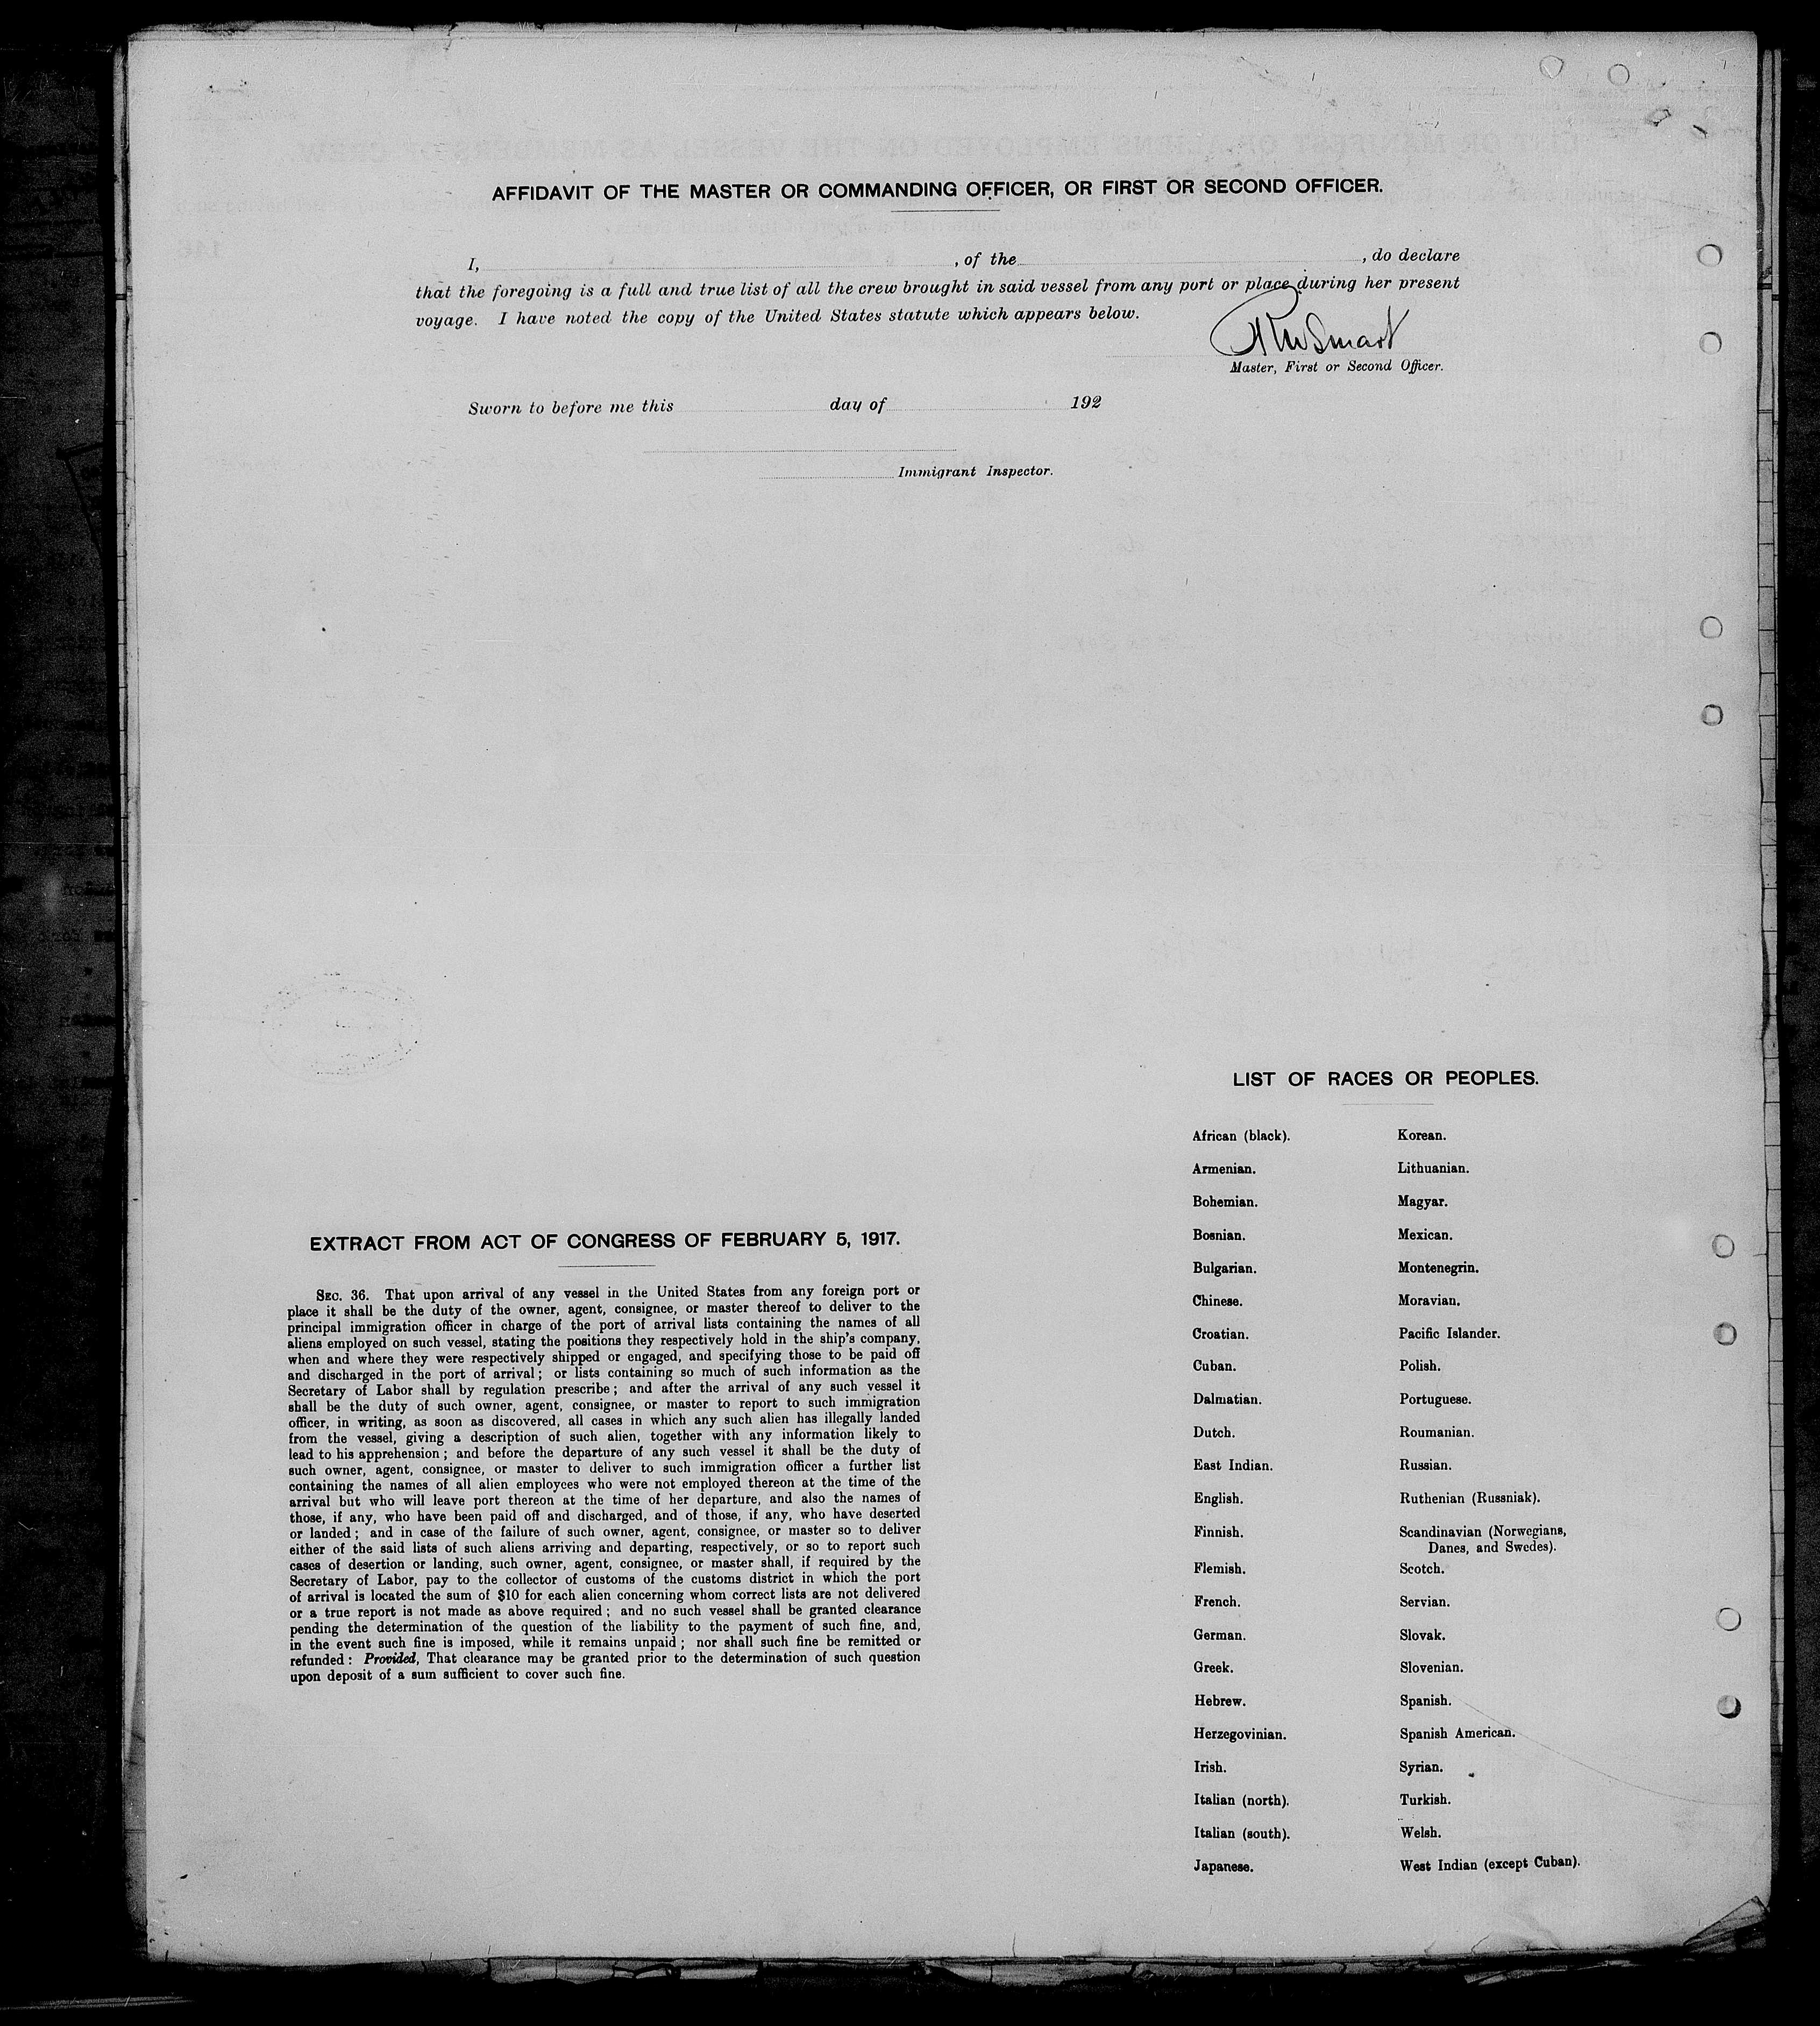 AFFIDAVIT OF THE MASTER OR COMMANDING OFFICER, OR FIRST OR SECOND OFFICER.
I, , of the , do declare
that the foregoing is a full and true list of all the crew brought in said vessel from any port or place during her present
voyage. I have noted the copy of the United States statute which appears below.
Smart
Master, First or Second Officer.
Sworn to before me this day of 192
Immigrant Inspector.
EXTRACT FROM ACT OF CONGRESS OF FEBRUARY 5, 1917.
SEC. 36. That upon arrival of any vessel in the United States from any foreign port or
place it shall be the duty of the owner, agent, consignee, or master thereof to deliver to the
principal immigration officer in charge of the port of arrival lists containing the names of all
aliens employed on such vessel, stating the positions they respectively hold in the ship's company,
when and where they were respectively shipped or engaged, and specifying those to be paid off
and discharged in the port of arrival; or lists containing so much of such information as the
Secretary of Labor shall by regulation prescribe; and after the arrival of any such vessel it
shall be the duty of such owner, agent, consignee, or master to report to such immigration
officer, in writing, as soon as discovered, all cases in which any such alien has illegally landed
from the vessel, giving a description of such alien, together with any information likely to
lead to his apprehension; and before the departure of any such vessel it shall be the duty of
such owner, agent, consignee, or master to deliver to such immigration officer a further list
containing the names of all alien employees who were not employed thereon at the time of the
arrival but who will leave port thereon at the time of her departure, and also the names of
those, if any, who have been paid off and discharged, and of those, if any, who have deserted
or landed; and in case of the failure of such owner, agent, consignee, or master so to deliver
either of the said lists of such aliens arriving and departing, respectively, or so to report such
cases of desertion or landing, such owner, agent, consignee, or master shall, if required by the
Secretary of Labor, pay to the collector of customs of the customs district in which the port
of arrival is located the sum of $10 for each alien concerning whom correct lists are not delivered
or a true report is not made as above required; and no such vessel shall be granted clearance
pending the determination of the question of the liability to the payment of such fine, and,
in the event such fine is imposed, while it remains unpaid; nor shall such fine be remitted or
refunded: Provided, That clearance may be granted prior to the determination of such question
upon deposit of a sum sufficient to cover such fine.
LIST OF RACES OR PEOPLES.
African (black).
Armenian.
Bohemian.
Bosnian.
Bulgarian.
Chinese.
Croatian.
Cuban.
Dalmatian.
Dutch.
East Indian.
English.
Finnish.
Flemish.
French.
German.
Greek.
Hebrew.
Herzegovinian.
Irish.
Italian (north).
Italian (south).
Japanese.
Korean.
Lithuanian.
Magyar.
Mexican.
Montenegrin.
Moravian.
Pacific Islander.
Polish.
Portuguese.
Roumanian.
Russian.
Ruthenian (Russniak).
Scandinavian (Norwegians,
Danes, and Swedes).
Scotch.
Servian.
Slovak.
Slovenian.
Spanish.
Spanish American.
Syrian.
Turkish.
Welsh.
West Indian (except Cuban).